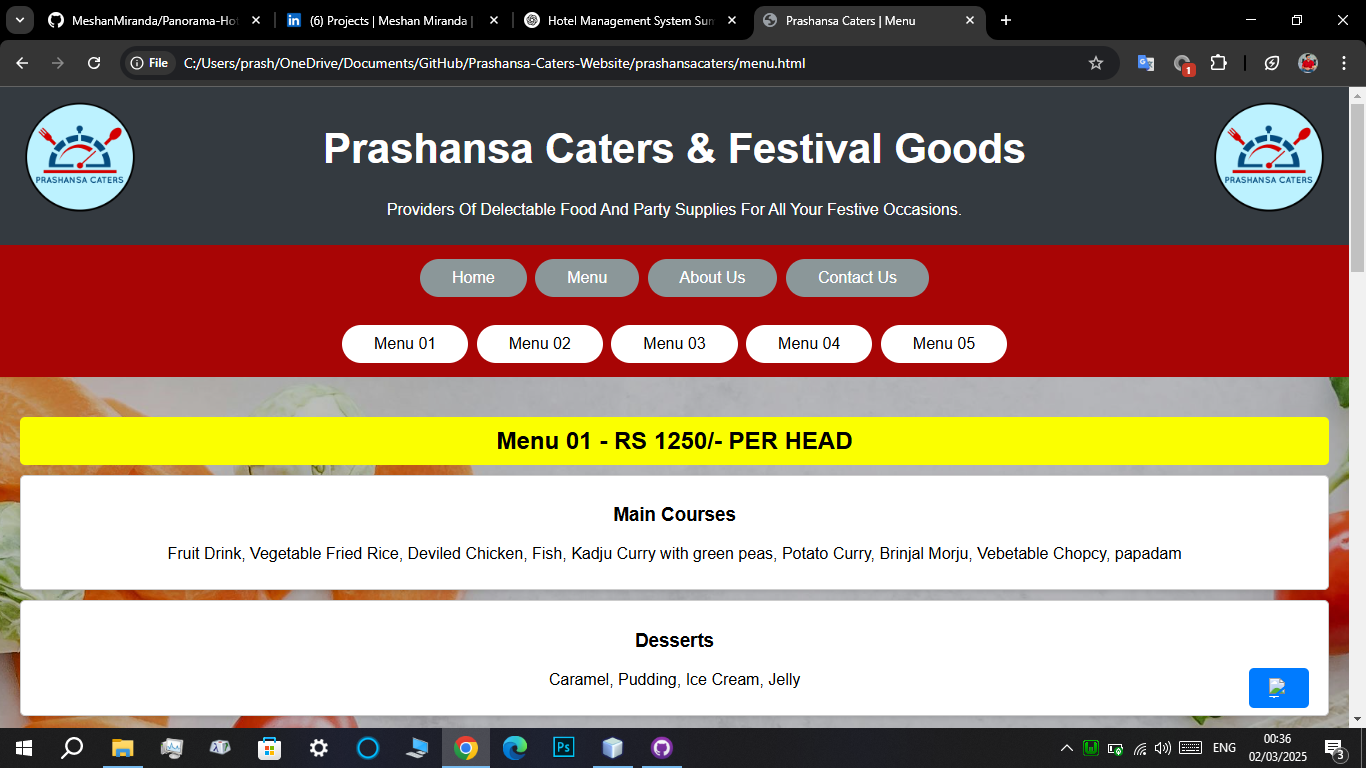 MeshanMiranda/Panorama-Hot
(6) Projects | Meshan Miranda |
Hotel Management System Sum
Prashansa Caters | Menu
File
C:/Users/prash/OneDrive/Documents/GitHub/Prashansa-Caters-Website/prashansacaters/menu.html
1
PRASHANSA CATERS
Prashansa Caters & Festival Goods
PRASHANSA CATERS
Providers Of Delectable Food And Party Supplies For All Your Festive Occasions.
Home
Menu
About Us
Contact Us
Menu 01
Menu 02
Menu 03
Menu 04
Menu 05
Menu 01 - RS 1250/- PER HEAD
Main Courses
Fruit Drink, Vegetable Fried Rice, Deviled Chicken, Fish, Kadju Curry with green peas, Potato Curry, Brinjal Morju, Vebetable Chopcy, papadam
Desserts
Caramel, Pudding, Ice Cream, Jelly
Ps
ENG
00:36
02/03/2025
3